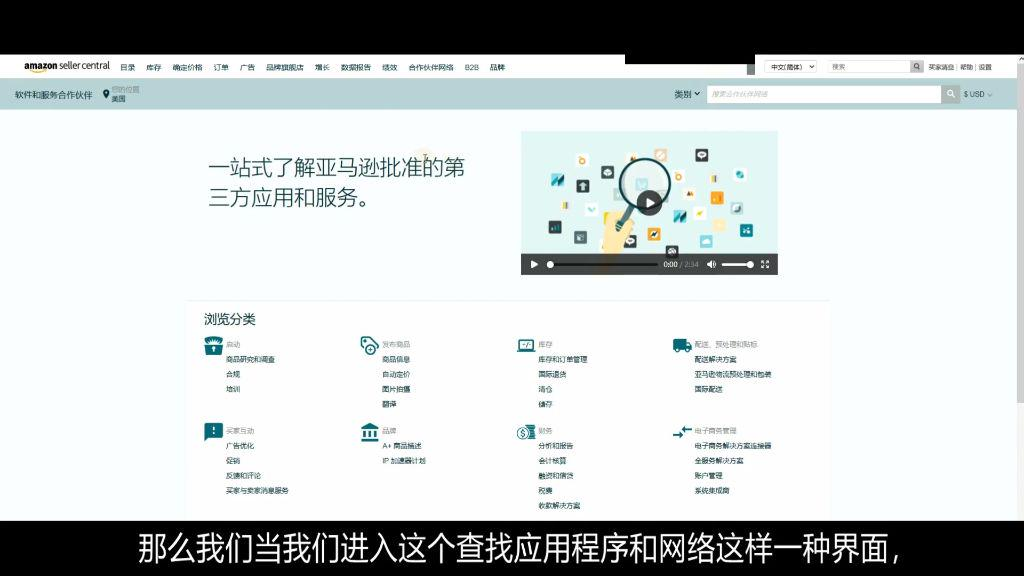 amazon seller central 目录 库存 确定价格 订单 广告 品牌旗舰店 增长 数据报告 绩效 合作伙伴网络 B2B 品牌 中文(简体) 搜索 买家消息 | 帮助 | 设置
软件和服务合作伙伴 您的位置 美国 类别 搜索合作伙伴网络 $ USD
一站式了解亚马逊批准的第
三方应用和服务。
0:00 / 2:34
浏览分类
启动
商品研究和调查
合规
培训
发布商品
商品信息
自动定价
图片拍摄
翻译
库存
库存和订单管理
国际退货
清仓
储存
配送、预处理和贴标
配送解决方案
亚马逊物流预处理和包装
国际配送
买家互动
广告优化
促销
反馈和评论
买家与卖家消息服务
品牌
A+ 商品描述
IP 加速器计划
财务
分析和报告
会计核算
融资和信贷
税费
收款解决方案
电子商务管理
电子商务解决方案连接器
全服务解决方案
账户管理
系统集成商
那么我们当我们进入这个查找应用程序和网络这样一种界面，